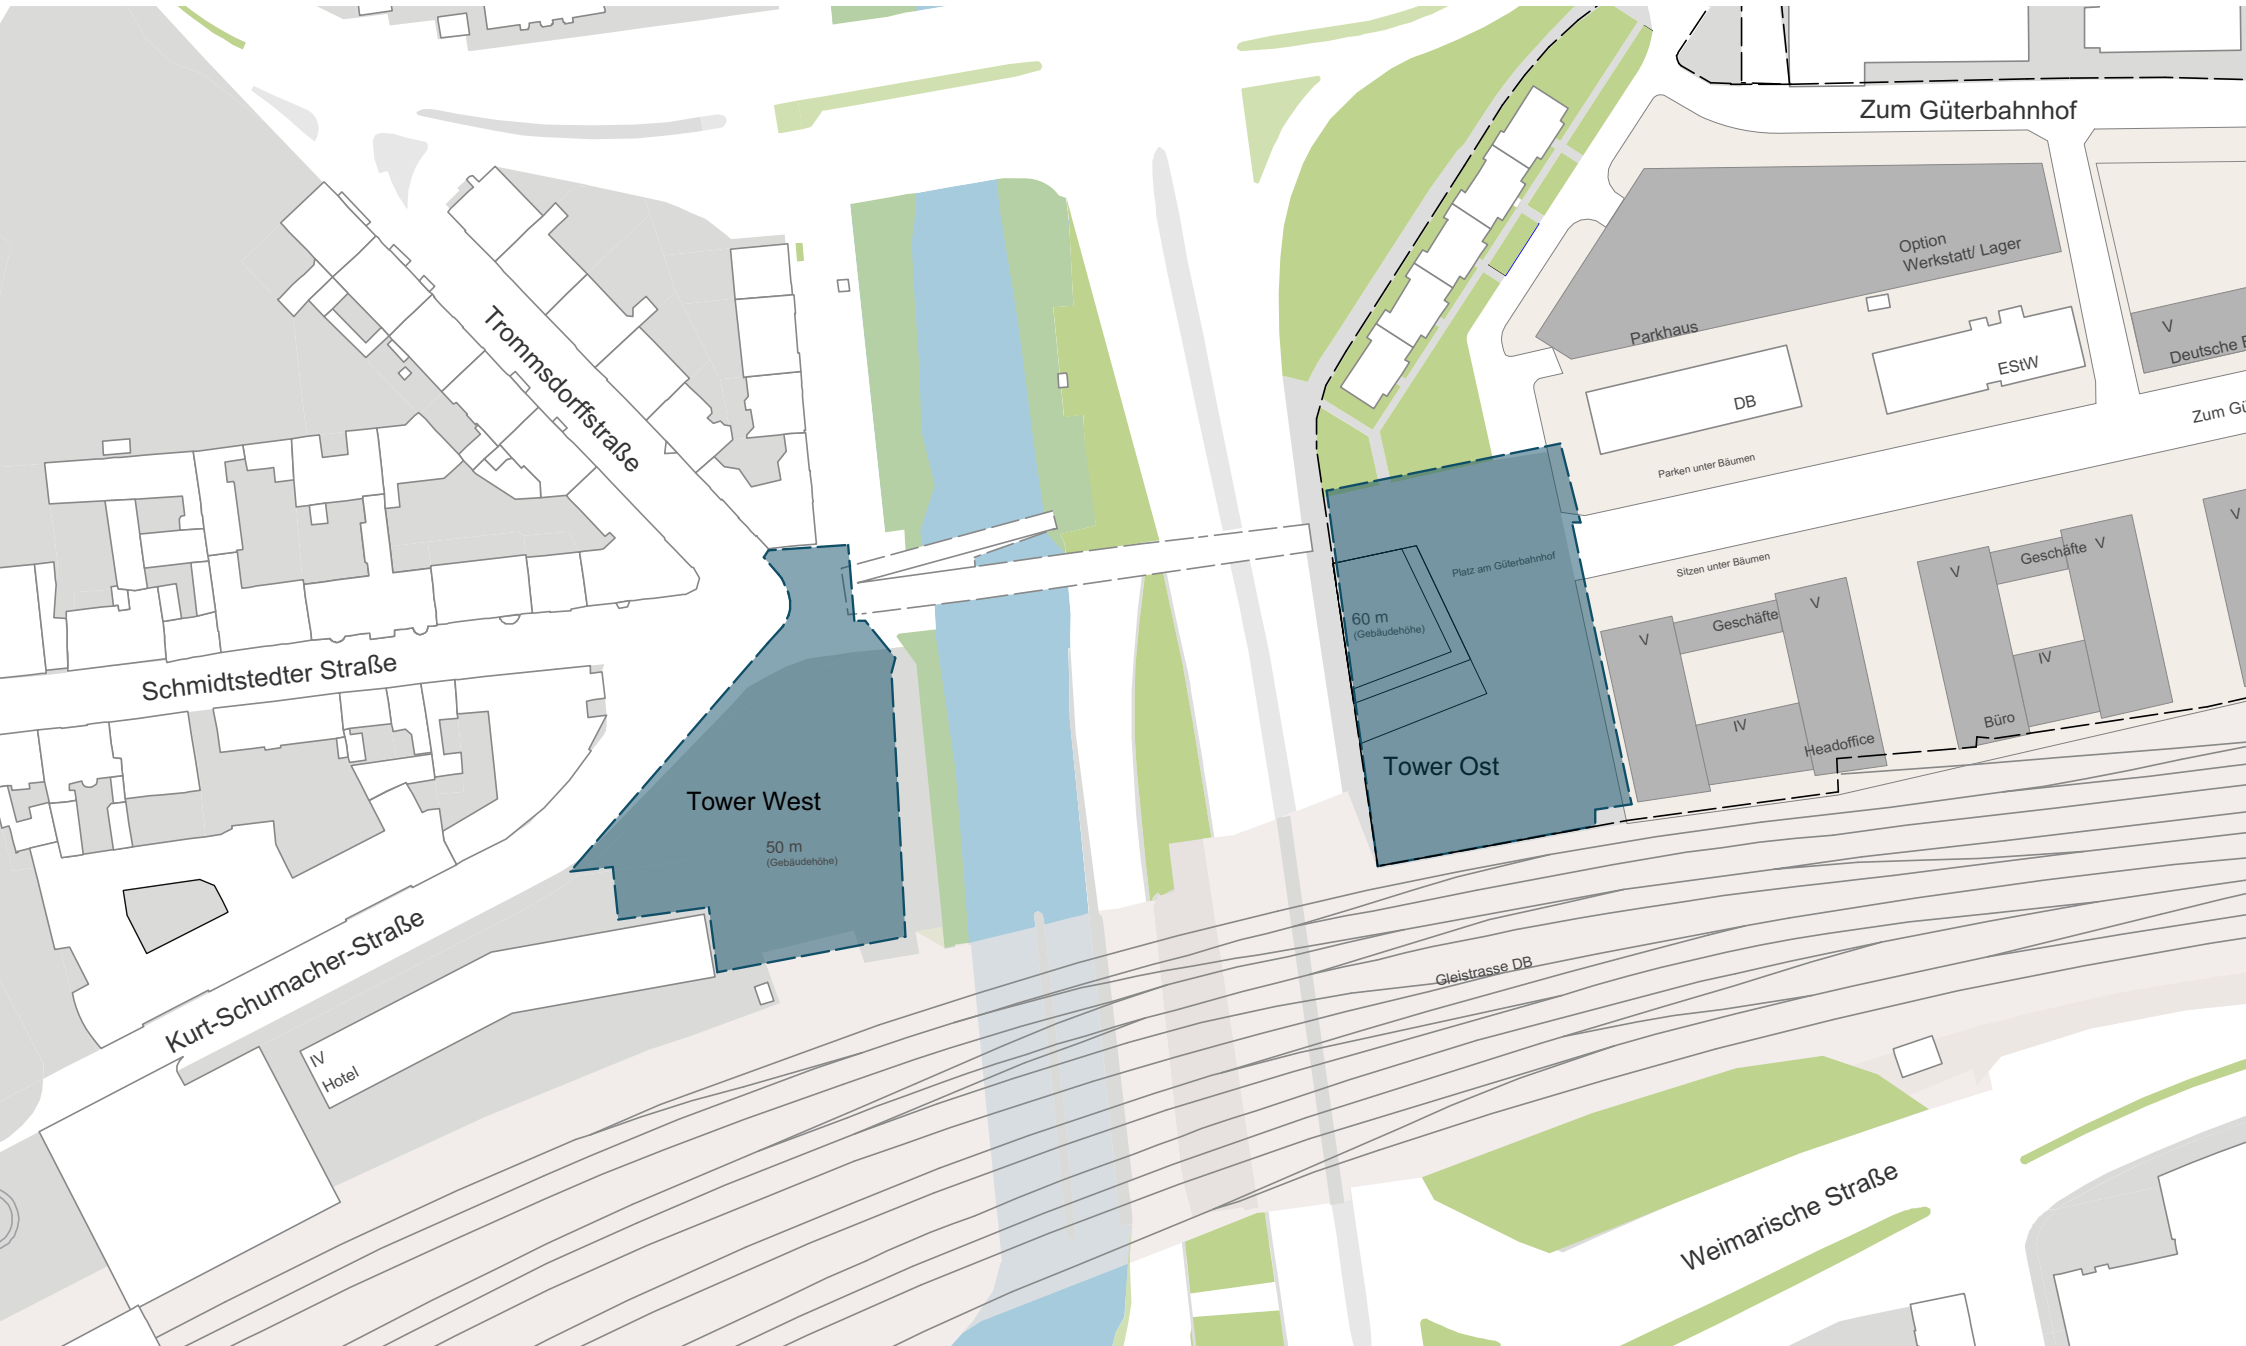 Zum Güterbahnhof
Option
Werkstatt/ Lager
Parkhaus
V
Deutsche
EStW
DB
Zum
Trommsdorffstraße
Parken unter Bäumen
V
Platz am Güterbahnhof
Sitzen unter Bäumen
Geschäfte
V
V
60 m
(Gebäudehöhe)
Geschäfte
V
V
IV
Schmidtstedter Straße
IV
Büro
Headoffice
Tower Ost
Tower West
50 m
(Gebäudehöhe)
Kurt-Schumacher-Straße
Gleistrasse DB
IV
Hotel
Weimarische Straße